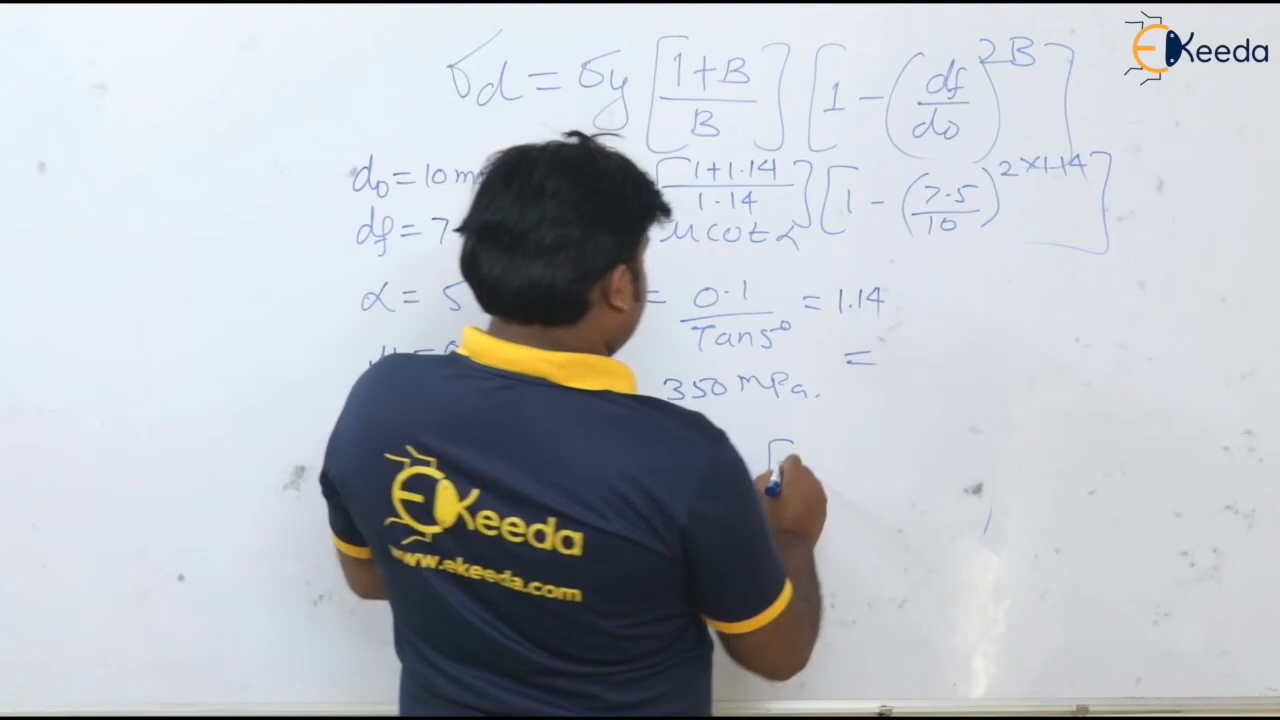 EKeeda
σd = σy [1+B / B] [1 - (df / do)^2B]
do = 10m [1+1.14 / 1.14] [1 - (7.5 / 10)^2×1.14]
df = 7 μ cot α
α = 5 = 0.1 / Tan5° = 1.14
350 MPa. =
EKeeda
www.ekeeda.com